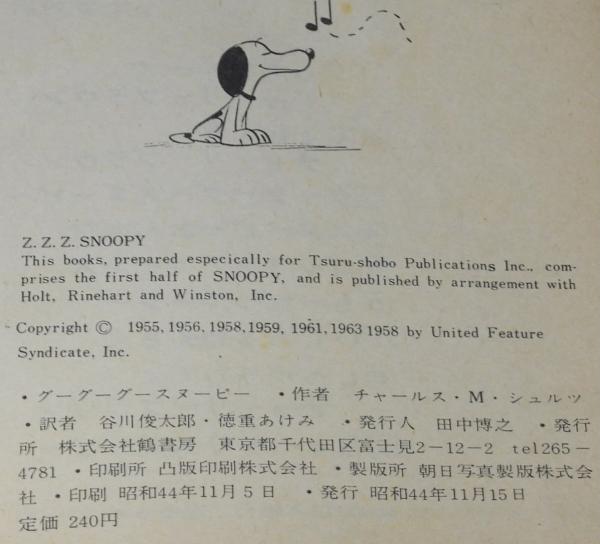 Z. Z. Z. SNOOPY
This books, prepared especically for Tsuru-shobo Publications Inc., com-
prises the first half of SNOOPY, and is published by arrangement with
Holt, Rinehart and Winston, Inc.
Copyright © 1955, 1956, 1958, 1959, 1961, 1963 1958 by United Feature
Syndicate, Inc.
・グーグーグースヌーピー ・作者 チャールス・M・シュルツ
・訳者 谷川俊太郎・徳重あけみ ・発行人 田中博之 ・発行
所 株式会社鶴書房 東京都千代田区富士見2－12－2 tel265－
4781 ・印刷所 凸版印刷株式会社 ・製版所 朝日写真製版株式会
社 ・印刷 昭和44年11月5日 ・発行 昭和44年11月15日
定価 240円